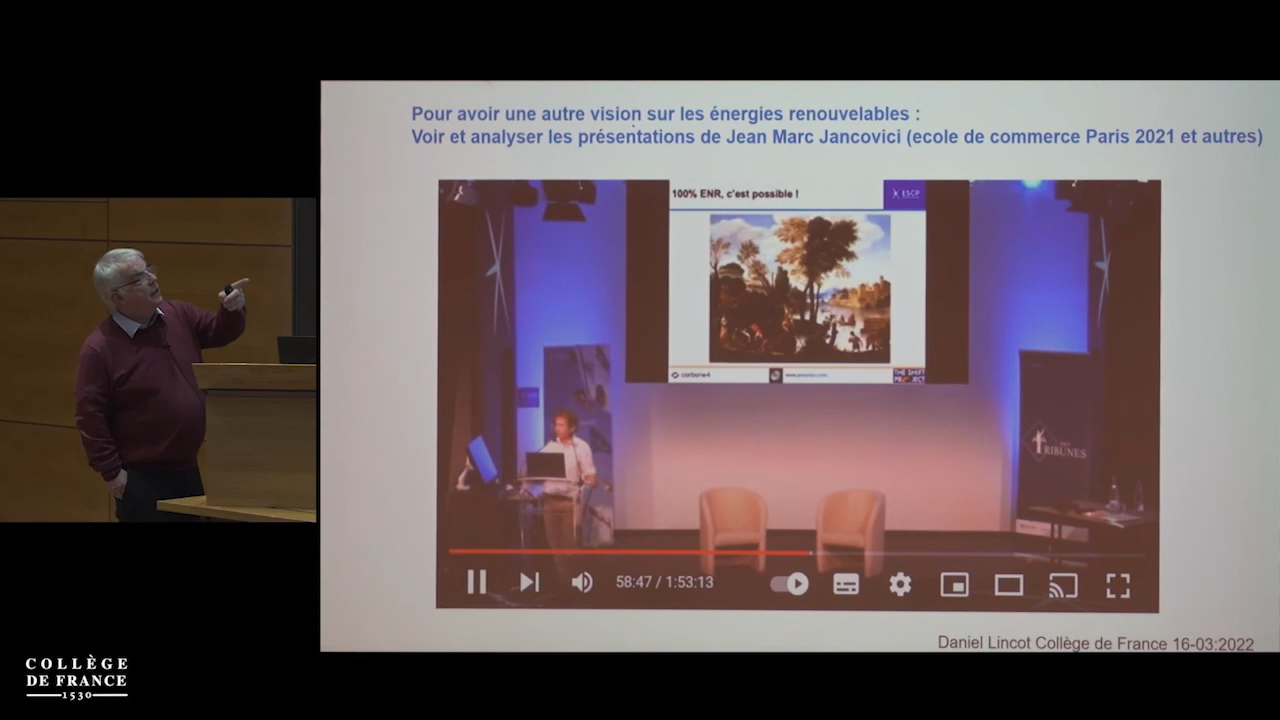 Pour avoir une autre vision sur les énergies renouvelables :
Voir et analyser les présentations de Jean Marc Jancovici (ecole de commerce Paris 2021 et autres)
100% ENR, c'est possible !
ESCP
carbone4
THE SHIFT
PROJECT
TRIBUNES
58:47 / 1:53:13
Daniel Lincot Collège de France 16-03:2022
COLLÈGE
DE FRANCE
1530